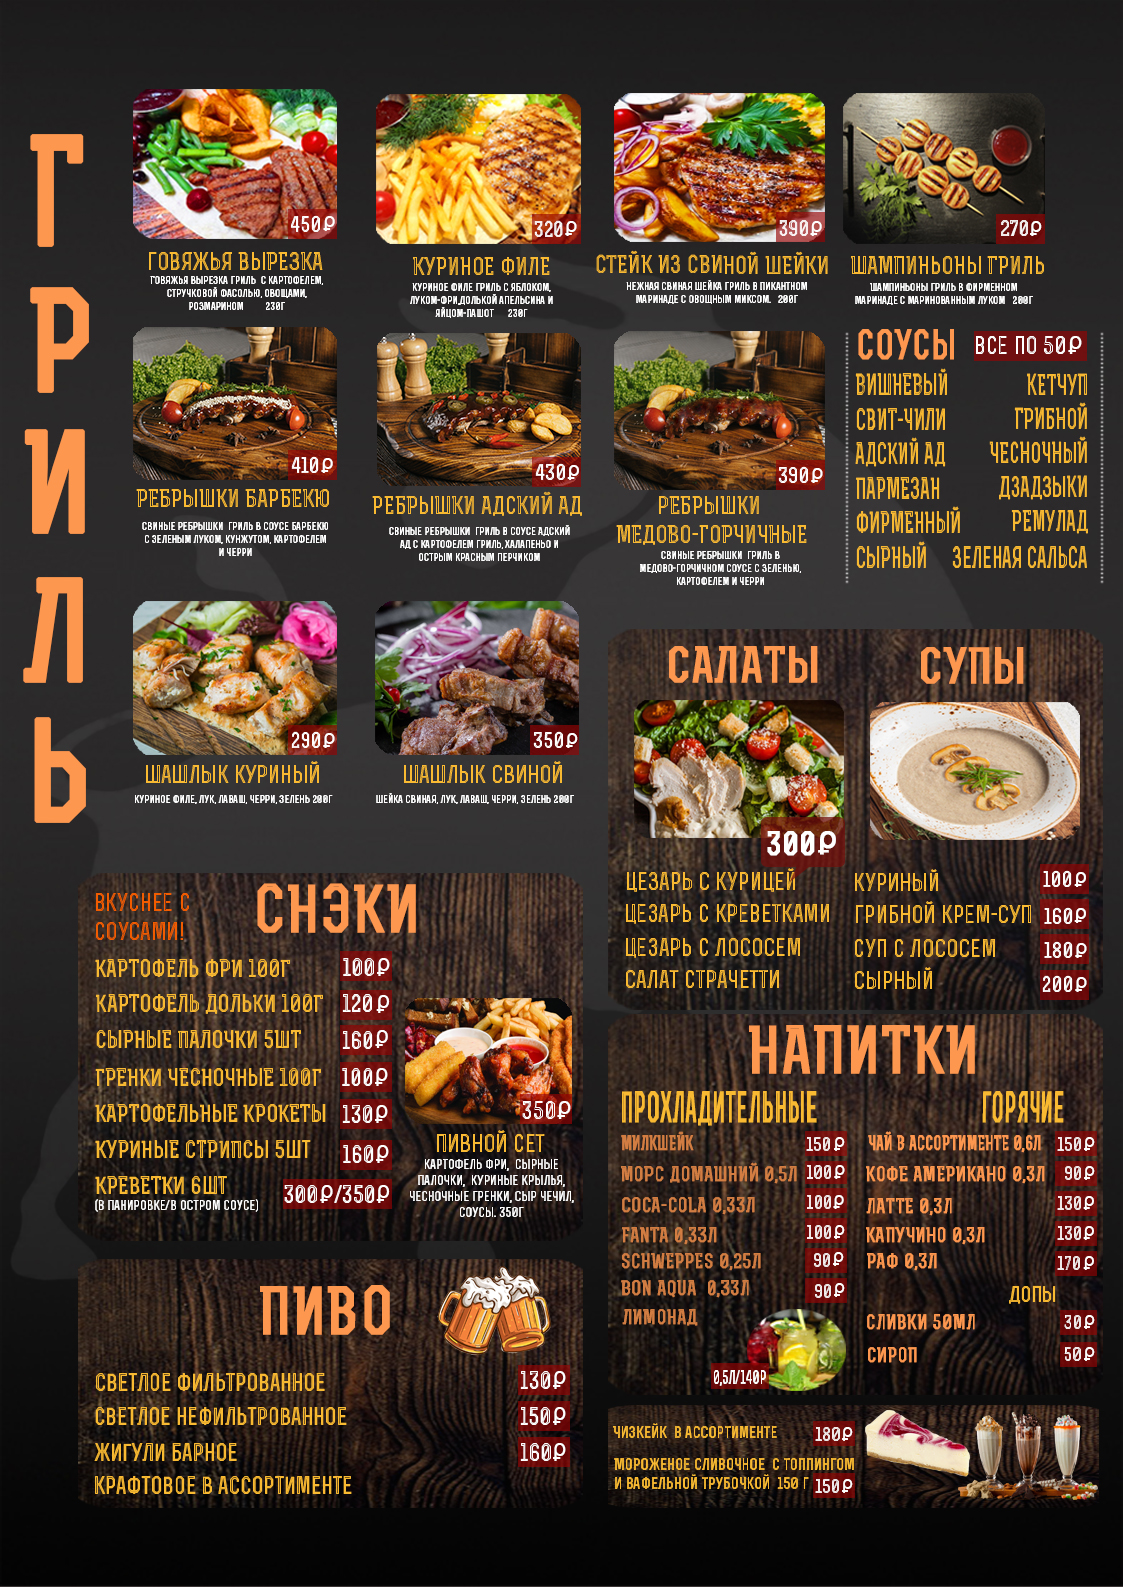 ГРИЛЬ
450₽
ГОВЯЖЬЯ ВЫРЕЗКА
ГОВЯЖЬЯ ВЫРЕЗКА ГРИЛЬ С КАРТОФЕЛЕМ,
СТРУЧКОВОЙ ФАСОЛЬЮ, ОВОЩАМИ,
РОЗМАРИНОМ 230Г
320₽
КУРИНОЕ ФИЛЕ
КУРИНОЕ ФИЛЕ ГРИЛЬ С ЯБЛОКОМ,
ЛУКОМ-ФРИ,ДОЛЬКОЙ АПЕЛЬСИНА И
ЯЙЦОМ-ПАШОТ 230Г
390₽
СТЕЙК ИЗ СВИНОЙ ШЕЙКИ
НЕЖНАЯ СВИНАЯ ШЕЙКА ГРИЛЬ В ПИКАНТНОМ
МАРИНАДЕ С ОВОЩНЫМ МИКСОМ. 200Г
270₽
ШАМПИНЬОНЫ ГРИЛЬ
ШАМПИНЬОНЫ ГРИЛЬ В ФИРМЕННОМ
МАРИНАДЕ С МАРИНОВАННЫМ ЛУКОМ 200Г
410₽
РЕБРЫШКИ БАРБЕКЮ
СВИНЫЕ РЕБРЫШКИ ГРИЛЬ В СОУСЕ БАРБЕКЮ
С ЗЕЛЕНЫМ ЛУКОМ, КУНЖУТОМ, КАРТОФЕЛЕМ
И ЧЕРРИ
430₽
РЕБРЫШКИ АДСКИЙ АД
СВИНЫЕ РЕБРЫШКИ ГРИЛЬ В СОУСЕ АДСКИЙ
АД С КАРТОФЕЛЕМ ГРИЛЬ, ХАЛАПЕНЬО И
ОСТРЫМ КРАСНЫМ ПЕРЧИКОМ
390₽
РЕБРЫШКИ
МЕДОВО-ГОРЧИЧНЫЕ
СВИНЫЕ РЕБРЫШКИ ГРИЛЬ В
МЕДОВО-ГОРЧИЧНОМ СОУСЕ С ЗЕЛЕНЬЮ,
КАРТОФЕЛЕМ И ЧЕРРИ
СОУСЫ ВСЕ ПО 50₽
ВИШНЕВЫЙ КЕТЧУП
СВИТ-ЧИЛИ ГРИБНОЙ
АДСКИЙ АД ЧЕСНОЧНЫЙ
ПАРМЕЗАН ДЗАДЗЫКИ
ФИРМЕННЫЙ РЕМУЛАД
СЫРНЫЙ ЗЕЛЕНАЯ САЛЬСА
290₽
ШАШЛЫК КУРИНЫЙ
КУРИНОЕ ФИЛЕ, ЛУК, ЛАВАШ, ЧЕРРИ, ЗЕЛЕНЬ 200Г
350₽
ШАШЛЫК СВИНОЙ
ШЕЙКА СВИНАЯ, ЛУК, ЛАВАШ, ЧЕРРИ, ЗЕЛЕНЬ 200Г
САЛАТЫ
300₽
ЦЕЗАРЬ С КУРИЦЕЙ
ЦЕЗАРЬ С КРЕВЕТКАМИ
ЦЕЗАРЬ С ЛОСОСЕМ
САЛАТ СТРАЧЕТТИ
СУПЫ
КУРИНЫЙ 100₽
ГРИБНОЙ КРЕМ-СУП 160₽
СУП С ЛОСОСЕМ 180₽
СЫРНЫЙ 200₽
ВКУСНЕЕ С
СОУСАМИ!
СНЭКИ
КАРТОФЕЛЬ ФРИ 100Г 100₽
КАРТОФЕЛЬ ДОЛЬКИ 100Г 120₽
СЫРНЫЕ ПАЛОЧКИ 5ШТ 160₽
ГРЕНКИ ЧЕСНОЧНЫЕ 100Г 100₽
КАРТОФЕЛЬНЫЕ КРОКЕТЫ 130₽
КУРИНЫЕ СТРИПСЫ 5ШТ 160₽
КРЕВЕТКИ 6ШТ
(В ПАНИРОВКЕ/В ОСТРОМ СОУСЕ) 300₽/350₽
350₽
ПИВНОЙ СЕТ
КАРТОФЕЛЬ ФРИ, СЫРНЫЕ
ПАЛОЧКИ, КУРИНЫЕ КРЫЛЬЯ,
ЧЕСНОЧНЫЕ ГРЕНКИ, СЫР ЧЕЧИЛ,
СОУСЫ. 350Г
НАПИТКИ
ПРОХЛАДИТЕЛЬНЫЕ
МИЛКШЕЙК 150₽
МОРС ДОМАШНИЙ 0,5Л 100₽
COCA-COLA 0,33Л 100₽
FANTA 0,33Л 100₽
SCHWEPPES 0,25Л 90₽
BON AQUA 0,33Л 90₽
ЛИМОНАД
0,5Л/140Р
ГОРЯЧИЕ
ЧАЙ В АССОРТИМЕНТЕ 0,6Л 150₽
КОФЕ АМЕРИКАНО 0,3Л 90₽
ЛАТТЕ 0,3Л 130₽
КАПУЧИНО 0,3Л 130₽
РАФ 0,3Л 170₽
ДОПЫ
СЛИВКИ 50МЛ 30₽
СИРОП 50₽
ПИВО
СВЕТЛОЕ ФИЛЬТРОВАННОЕ 130₽
СВЕТЛОЕ НЕФИЛЬТРОВАННОЕ 150₽
ЖИГУЛИ БАРНОЕ 160₽
КРАФТОВОЕ В АССОРТИМЕНТЕ
ЧИЗКЕЙК В АССОРТИМЕНТЕ 180₽
МОРОЖЕНОЕ СЛИВОЧНОЕ С ТОППИНГОМ
И ВАФЕЛЬНОЙ ТРУБОЧКОЙ 150 Г 150₽